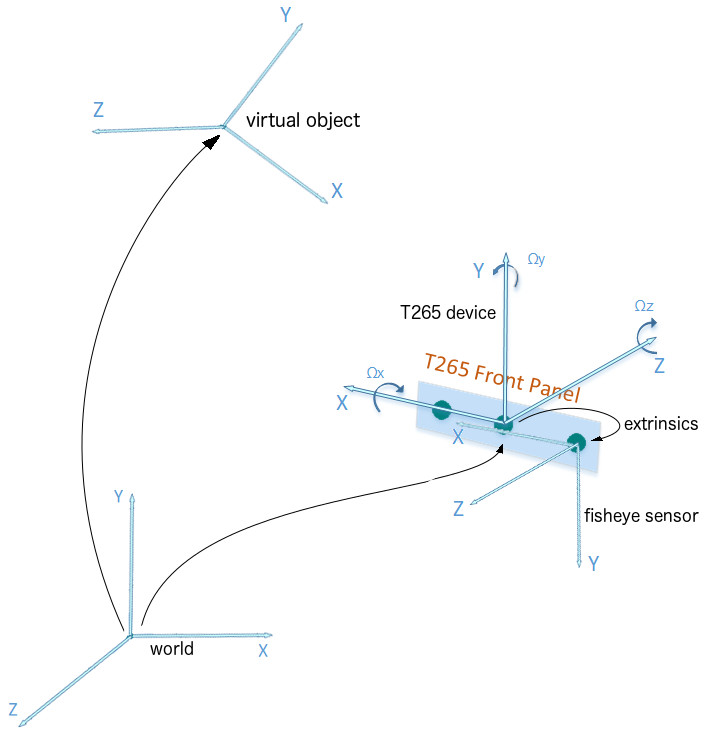 Y
Z
virtual object
X
Y
Ωy
T265 device
Ωz
Z
T265 Front Panel
Ωx
X
extrinsics
X
Z
fisheye sensor
Y
Y
world
X
Z